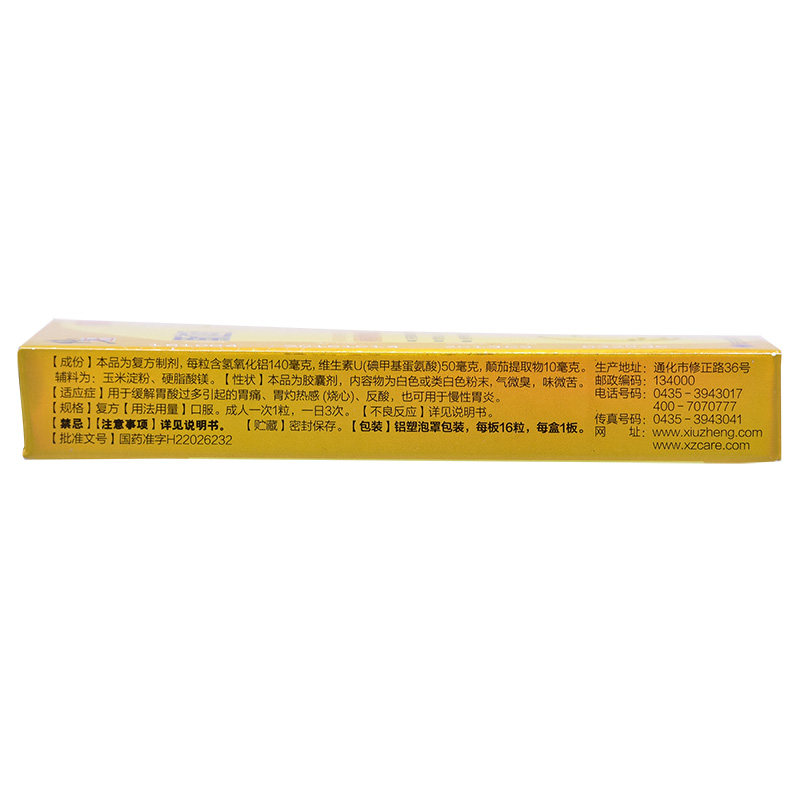 【成份】本品为复方制剂，每粒含氢氧化铝140毫克，维生素U(碘甲基蛋氨酸)50毫克，颠茄提取物10毫克。
辅料为：玉米淀粉、硬脂酸镁。【性状】本品为胶囊剂，内容物为白色或类白色粉末，气微臭，味微苦。
【适应症】用于缓解胃酸过多引起的胃痛、胃灼热感(烧心)、反酸，也可用于慢性胃炎。
【规格】复方【用法用量】口服。成人一次1粒，一日3次。【不良反应】详见说明书。
【禁忌】【注意事项】详见说明书。【贮藏】密封保存。【包装】铝塑泡罩包装，每板16粒，每盒1板。
【批准文号】国药准字H22026232
生产地址：通化市修正路36号
邮政编码：134000
电话号码：0435-3943017
400-7070777
传真号码：0435-3943041
网 址：www.xiuzheng.com
www.xzcare.com